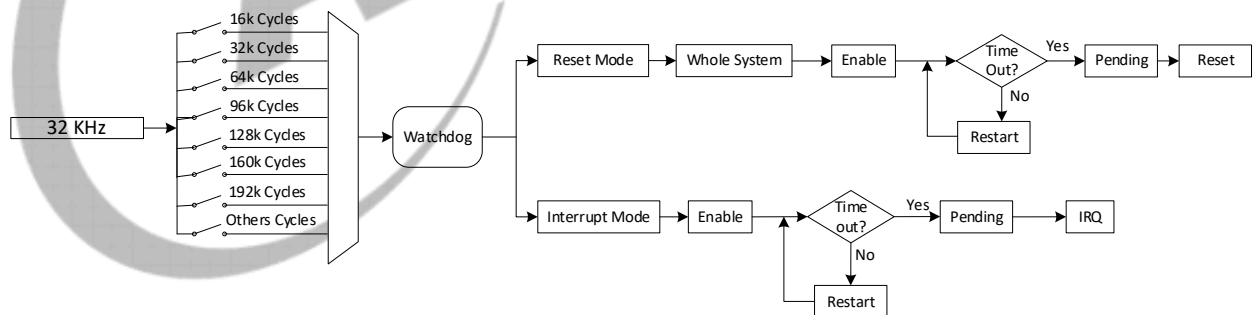 16k Cycles
32k Cycles
64k Cycles
96k Cycles
32 KHz
128k Cycles
160k Cycles
192k Cycles
Others Cycles
Watchdog
Reset Mode
Whole System
Enable
Time
Out?
Yes
Pending
Reset
No
Restart
Interrupt Mode
Enable
Time
out?
Yes
Pending
IRQ
No
Restart